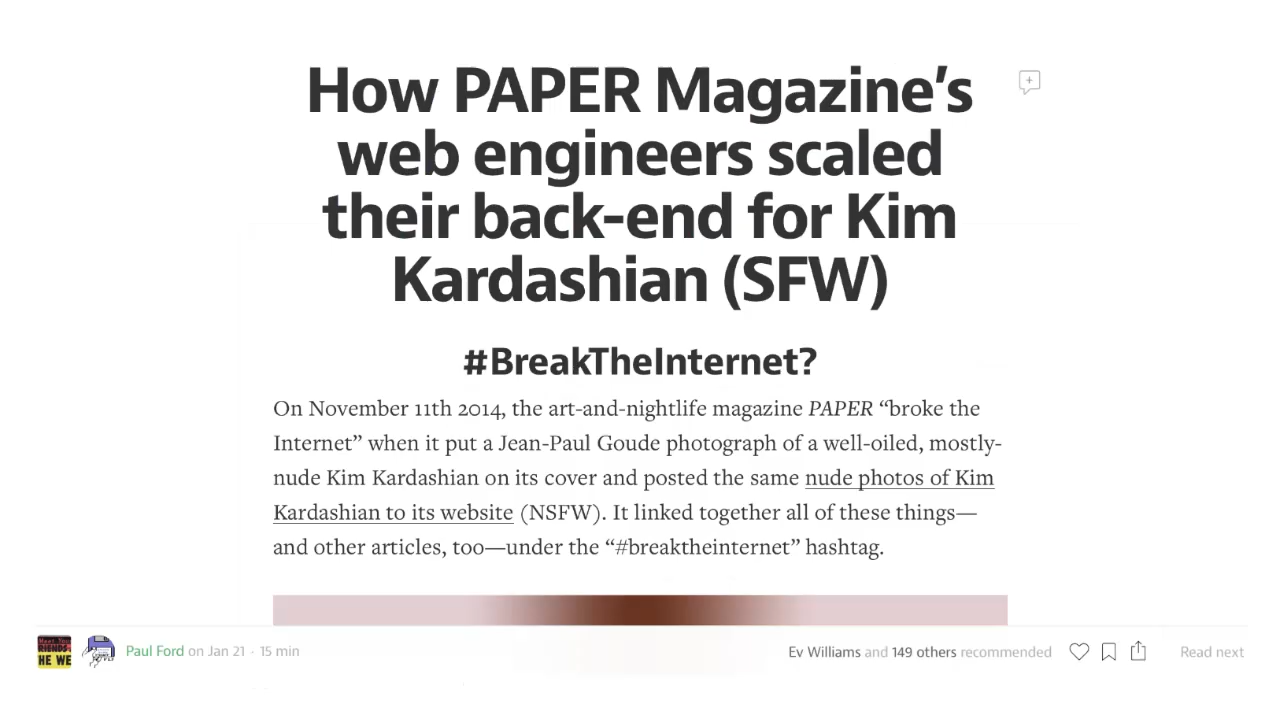 How PAPER Magazine’s
web engineers scaled
their back-end for Kim
Kardashian (SFW)
#BreakTheInternet?
On November 11th 2014, the art-and-nightlife magazine PAPER “broke the
Internet” when it put a Jean-Paul Goude photograph of a well-oiled, mostly-
nude Kim Kardashian on its cover and posted the same nude photos of Kim
Kardashian to its website (NSFW). It linked together all of these things—
and other articles, too—under the “#breaktheinternet” hashtag.
HE WE
Paul Ford on Jan 21 · 15 min
Ev Williams and 149 others recommended
Read next